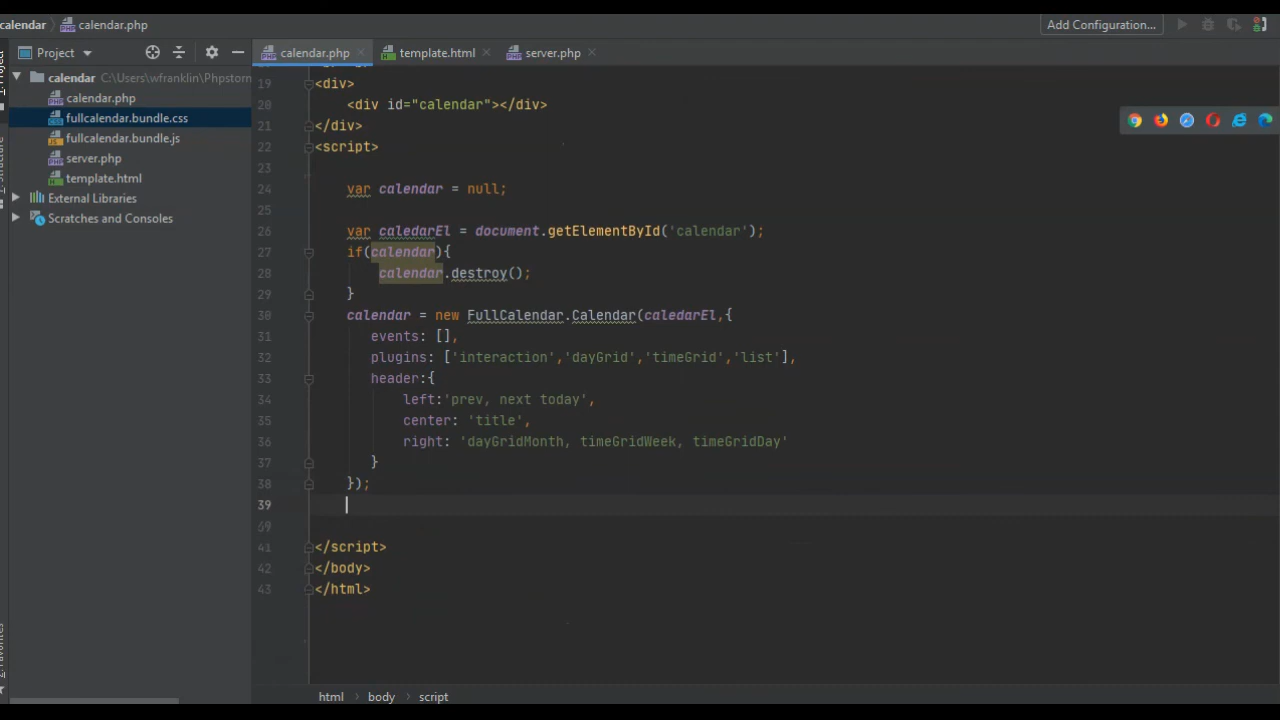 calendar calendar.php Add Configuration...
Project calendar.php template.html server.php
calendar C:\Users\wfranklin\Phpstorm
calendar.php
fullcalendar.bundle.css
fullcalendar.bundle.js
server.php
template.html
External Libraries
Scratches and Consoles
19 <div>
20 <div id="calendar"></div>
21 </div>
22 <script>
23
24 var calendar = null;
25
26 var caledarEl = document.getElementById('calendar');
27 if(calendar){
28 calendar.destroy();
29 }
30 calendar = new FullCalendar.Calendar(caledarEl,{
31 events: [],
32 plugins: ['interaction','dayGrid','timeGrid','list'],
33 header:{
34 left:'prev, next today',
35 center: 'title',
36 right: 'dayGridMonth, timeGridWeek, timeGridDay'
37 }
38 });
39
69
41 </script>
42 </body>
43 </html>
html body script